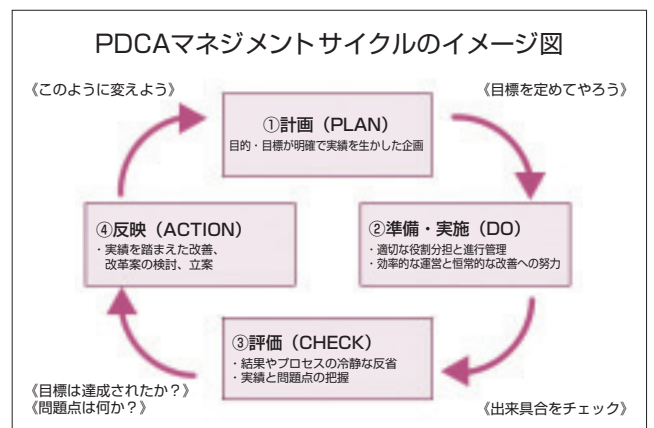 PDCAマネジメントサイクルのイメージ図
《このように変えよう》
《目標を定めてやろう》
①計画（PLAN）
目的・目標が明確で実績を生かした企画
④反映（ACTION）
・実績を踏まえた改善、
改革案の検討、立案
②準備・実施（DO）
・適切な役割分担と進行管理
・効率的な運営と恒常的な改善への努力
③評価（CHECK）
・結果やプロセスの冷静な反省
・実績と問題点の把握
《目標は達成されたか？》
《問題点は何か？》
《出来具合をチェック》